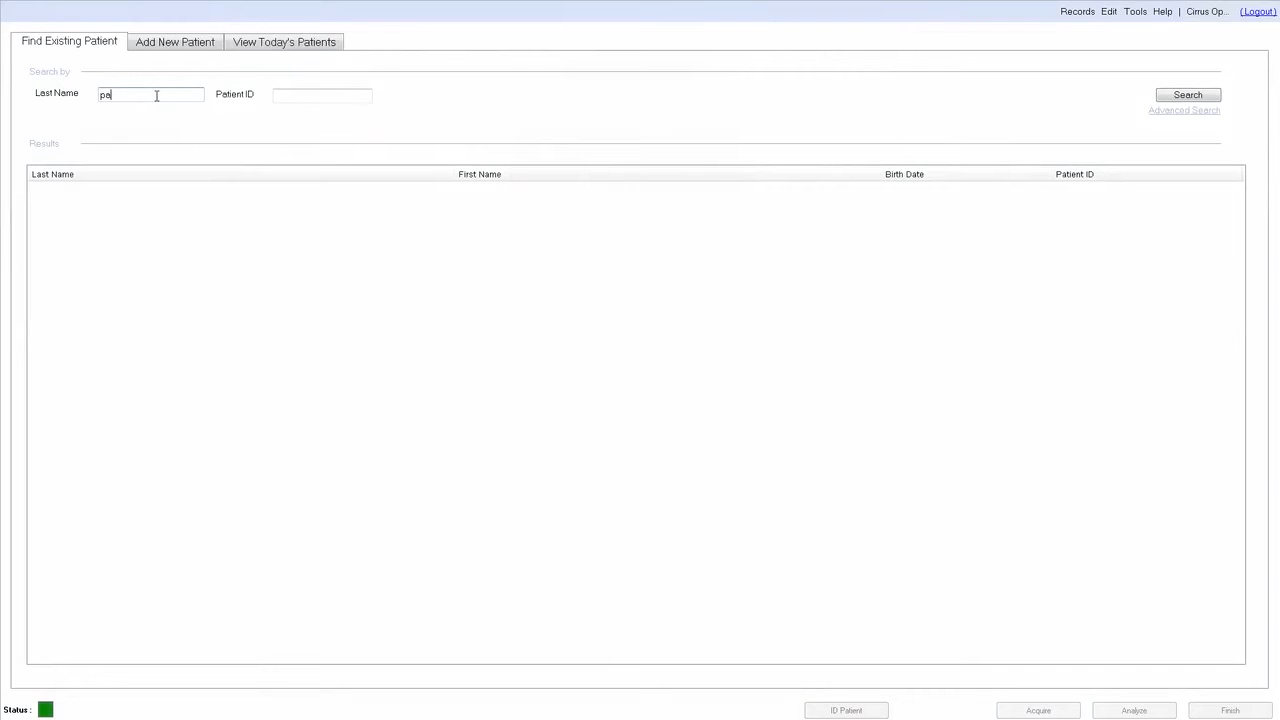 Records Edit Tools Help | Cirrus Op... (Logout)
Find Existing Patient Add New Patient View Today's Patients
Search by
Last Name pa Patient ID Search
Advanced Search
Results
Last Name First Name Birth Date Patient ID
Status : ID Patient Acquire Analyze Finish